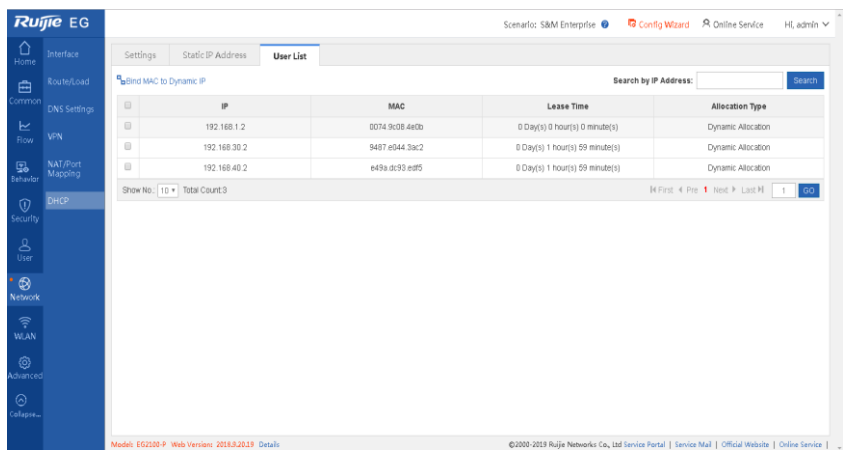 Ruijie EG
Scenario: S&M Enterprise Config Wizard Online Service Hi, admin
Home
Common
Flow
Behavior
Security
User
Network
WLAN
Advanced
Collapse...
Interface
Route/Load
DNS Settings
VPN
NAT/Port
Mapping
DHCP
Settings Static IP Address User List
Bind MAC to Dynamic IP Search by IP Address: Search
IP MAC Lease Time Allocation Type
192.168.1.2 0074.9c08.4e0b 0 Day(s) 0 hour(s) 0 minute(s) Dynamic Allocation
192.168.30.2 9487.e044.3ac2 0 Day(s) 1 hour(s) 59 minute(s) Dynamic Allocation
192.168.40.2 e49a.dc93.edf5 0 Day(s) 1 hour(s) 59 minute(s) Dynamic Allocation
Show No.: 10 Total Count:3 First Pre 1 Next Last 1 GO
Model: EG2100-P Web Version: 2018.9.20.19 Details ©2000-2019 Ruijie Networks Co., Ltd Service Portal | Service Mail | Official Website | Online Service |